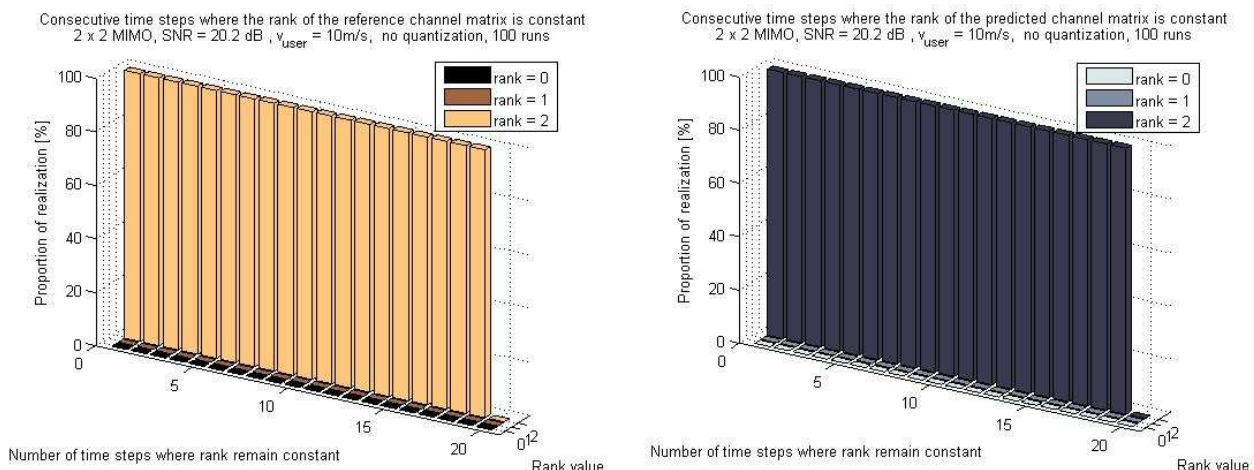 Consecutive time steps where the rank of the reference channel matrix is constant
2 x 2 MIMO, SNR = 20.2 dB , v_user = 10m/s, no quantization, 100 runs
rank = 0
rank = 1
rank = 2
Proportion of realization [%]
100
80
60
40
20
0
0
5
10
15
20
0
1
2
Number of time steps where rank remain constant
Rank value
Consecutive time steps where the rank of the predicted channel matrix is constant
2 x 2 MIMO, SNR = 20.2 dB , v_user = 10m/s, no quantization, 100 runs
rank = 0
rank = 1
rank = 2
Proportion of realization [%]
100
80
60
40
20
0
0
5
10
15
20
0
1
2
Number of time steps where rank remain constant
Rank value